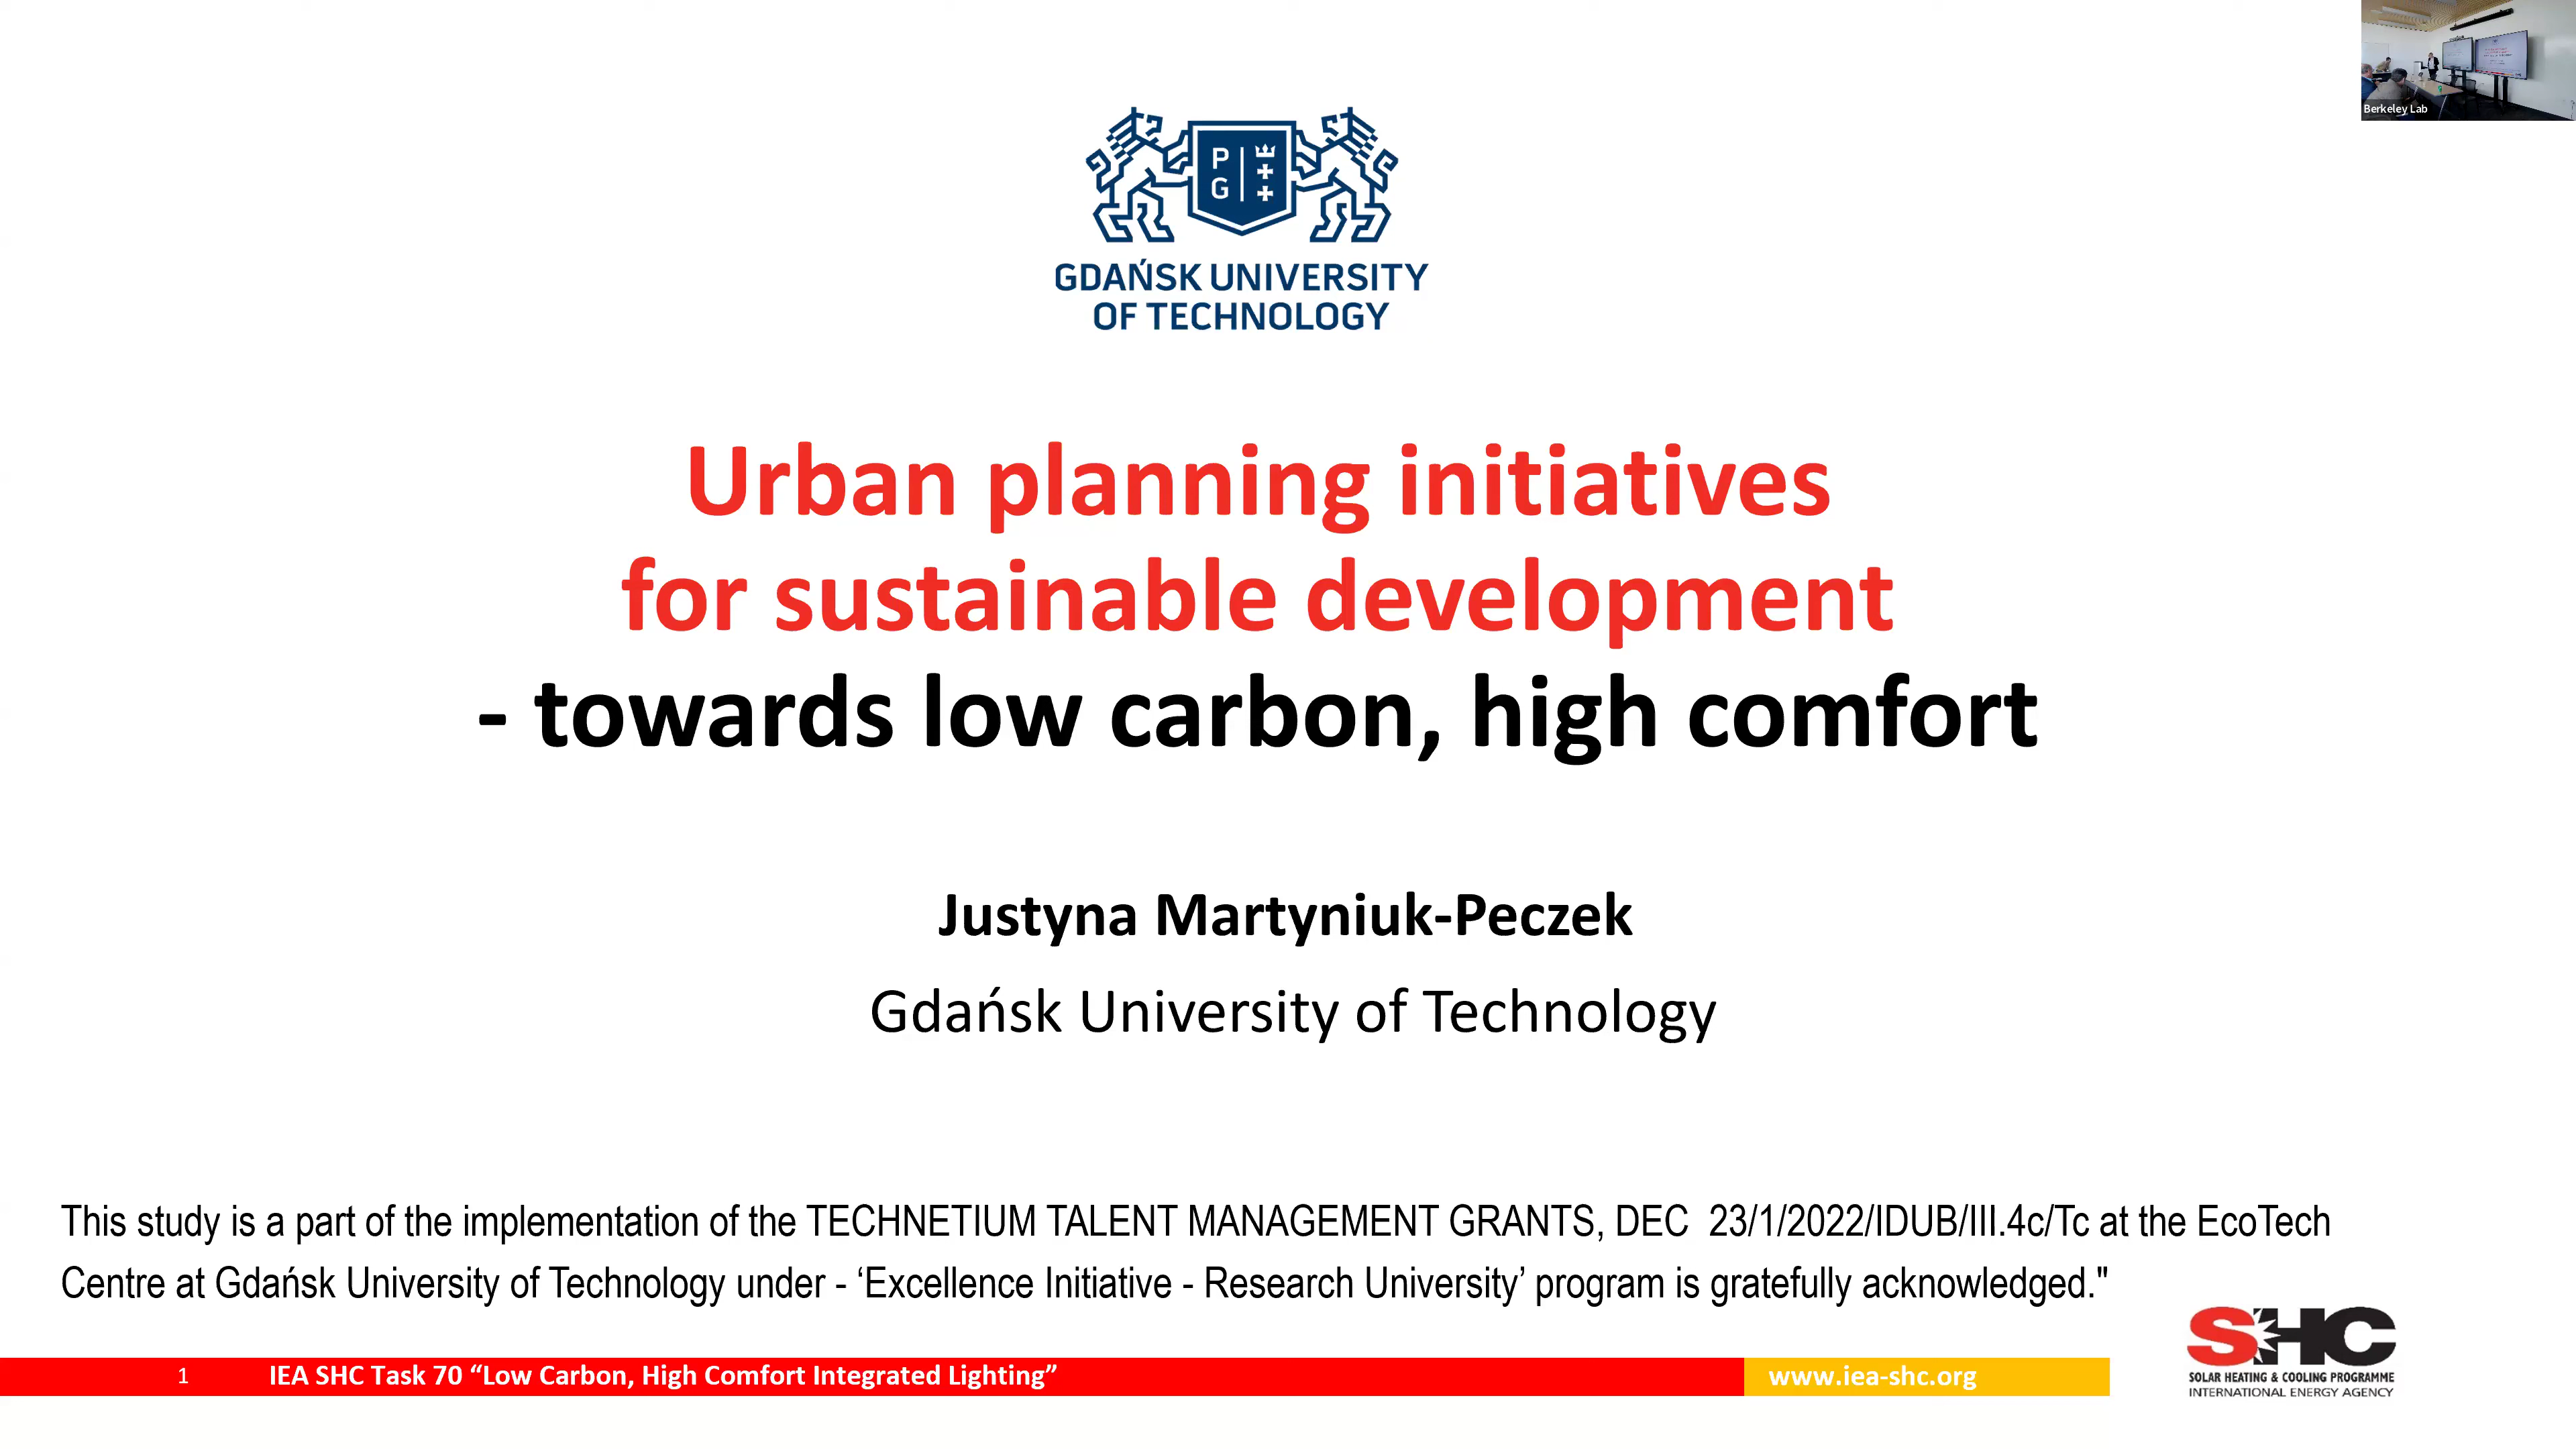 Berkeley Lab
P
G
GDAŃSK UNIVERSITY
OF TECHNOLOGY
Urban planning initiatives
for sustainable development
- towards low carbon, high comfort
Justyna Martyniuk-Peczek
Gdańsk University of Technology
This study is a part of the implementation of the TECHNETIUM TALENT MANAGEMENT GRANTS, DEC  23/1/2022/IDUB/III.4c/Tc at the EcoTech
Centre at Gdańsk University of Technology under - ‘Excellence Initiative - Research University’ program is gratefully acknowledged."
1 IEA SHC Task 70 “Low Carbon, High Comfort Integrated Lighting” www.iea-shc.org
SHC
SOLAR HEATING & COOLING PROGRAMME
INTERNATIONAL ENERGY AGENCY